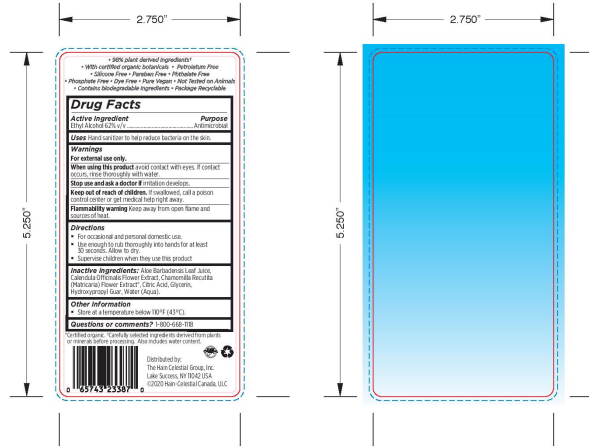 2.750"
2.750"
5.250"
5.250"
• 98% plant derived ingredients†
• With certified organic botanicals • Petrolatum Free
• Silicone Free • Paraben Free • Phthalate Free
• Phosphate Free • Dye Free • Pure Vegan • Not Tested on Animals
• Contains biodegradable ingredients • Package Recyclable
Drug Facts
Active Ingredient Purpose
Ethyl Alcohol 62% v/v Antimicrobial
Uses Hand sanitizer to help reduce bacteria on the skin.
Warnings
For external use only.
When using this product avoid contact with eyes. If contact
occurs, rinse thoroughly with water.
Stop use and ask a doctor if irritation develops.
Keep out of reach of children. If swallowed, call a poison
control center or get medical help right away.
Flammability warning Keep away from open flame and
sources of heat.
Directions
• For occasional and personal domestic use.
• Use enough to rub thoroughly into hands for at least
30 seconds. Allow to dry.
• Supervise children when they use this product
Inactive ingredients: Aloe Barbadensis Leaf Juice,
Calendula Officinalis Flower Extract, Chamomilla Recutita
(Matricaria) Flower Extract*, Citric Acid, Glycerin,
Hydroxypropyl Guar, Water (Aqua).
Other Information
• Store at a temperature below 110°F (43°C).
Questions or comments? 1-800-668-1118
*Certified organic. †Carefully selected ingredients derived from plants
or minerals before processing. Also includes water content.
Distributed by:
The Hain Celestial Group, Inc.
Lake Success, NY 11042 USA
©2020 Hain-Celestial Canada, ULC
0 65743 23387 0